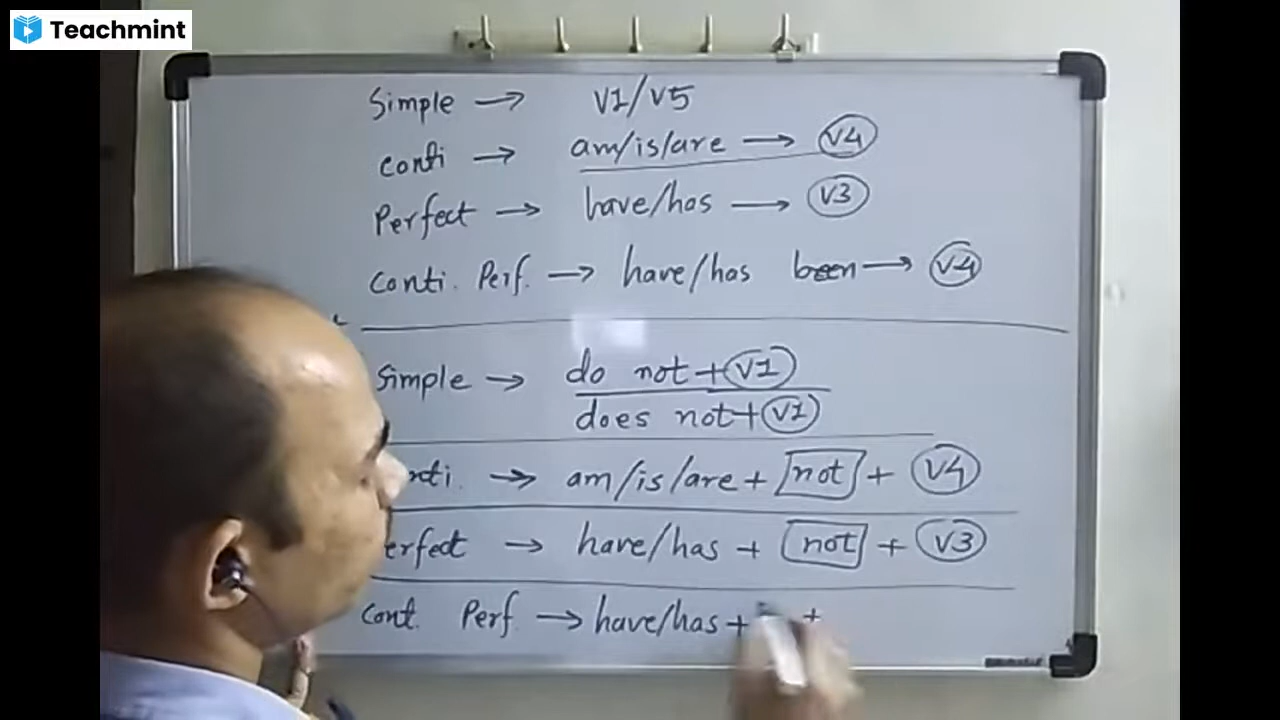 Teachmint
Simple → V1/V5
Conti → am/is/are → V4
Perfect → have/has → V3
Conti. Perf. → have/has been → V4
Simple → do not + V1
does not + V1
nti. → am/is/are + not + V4
erfect → have/has + not + V3
Cont. Perf → have/has + +